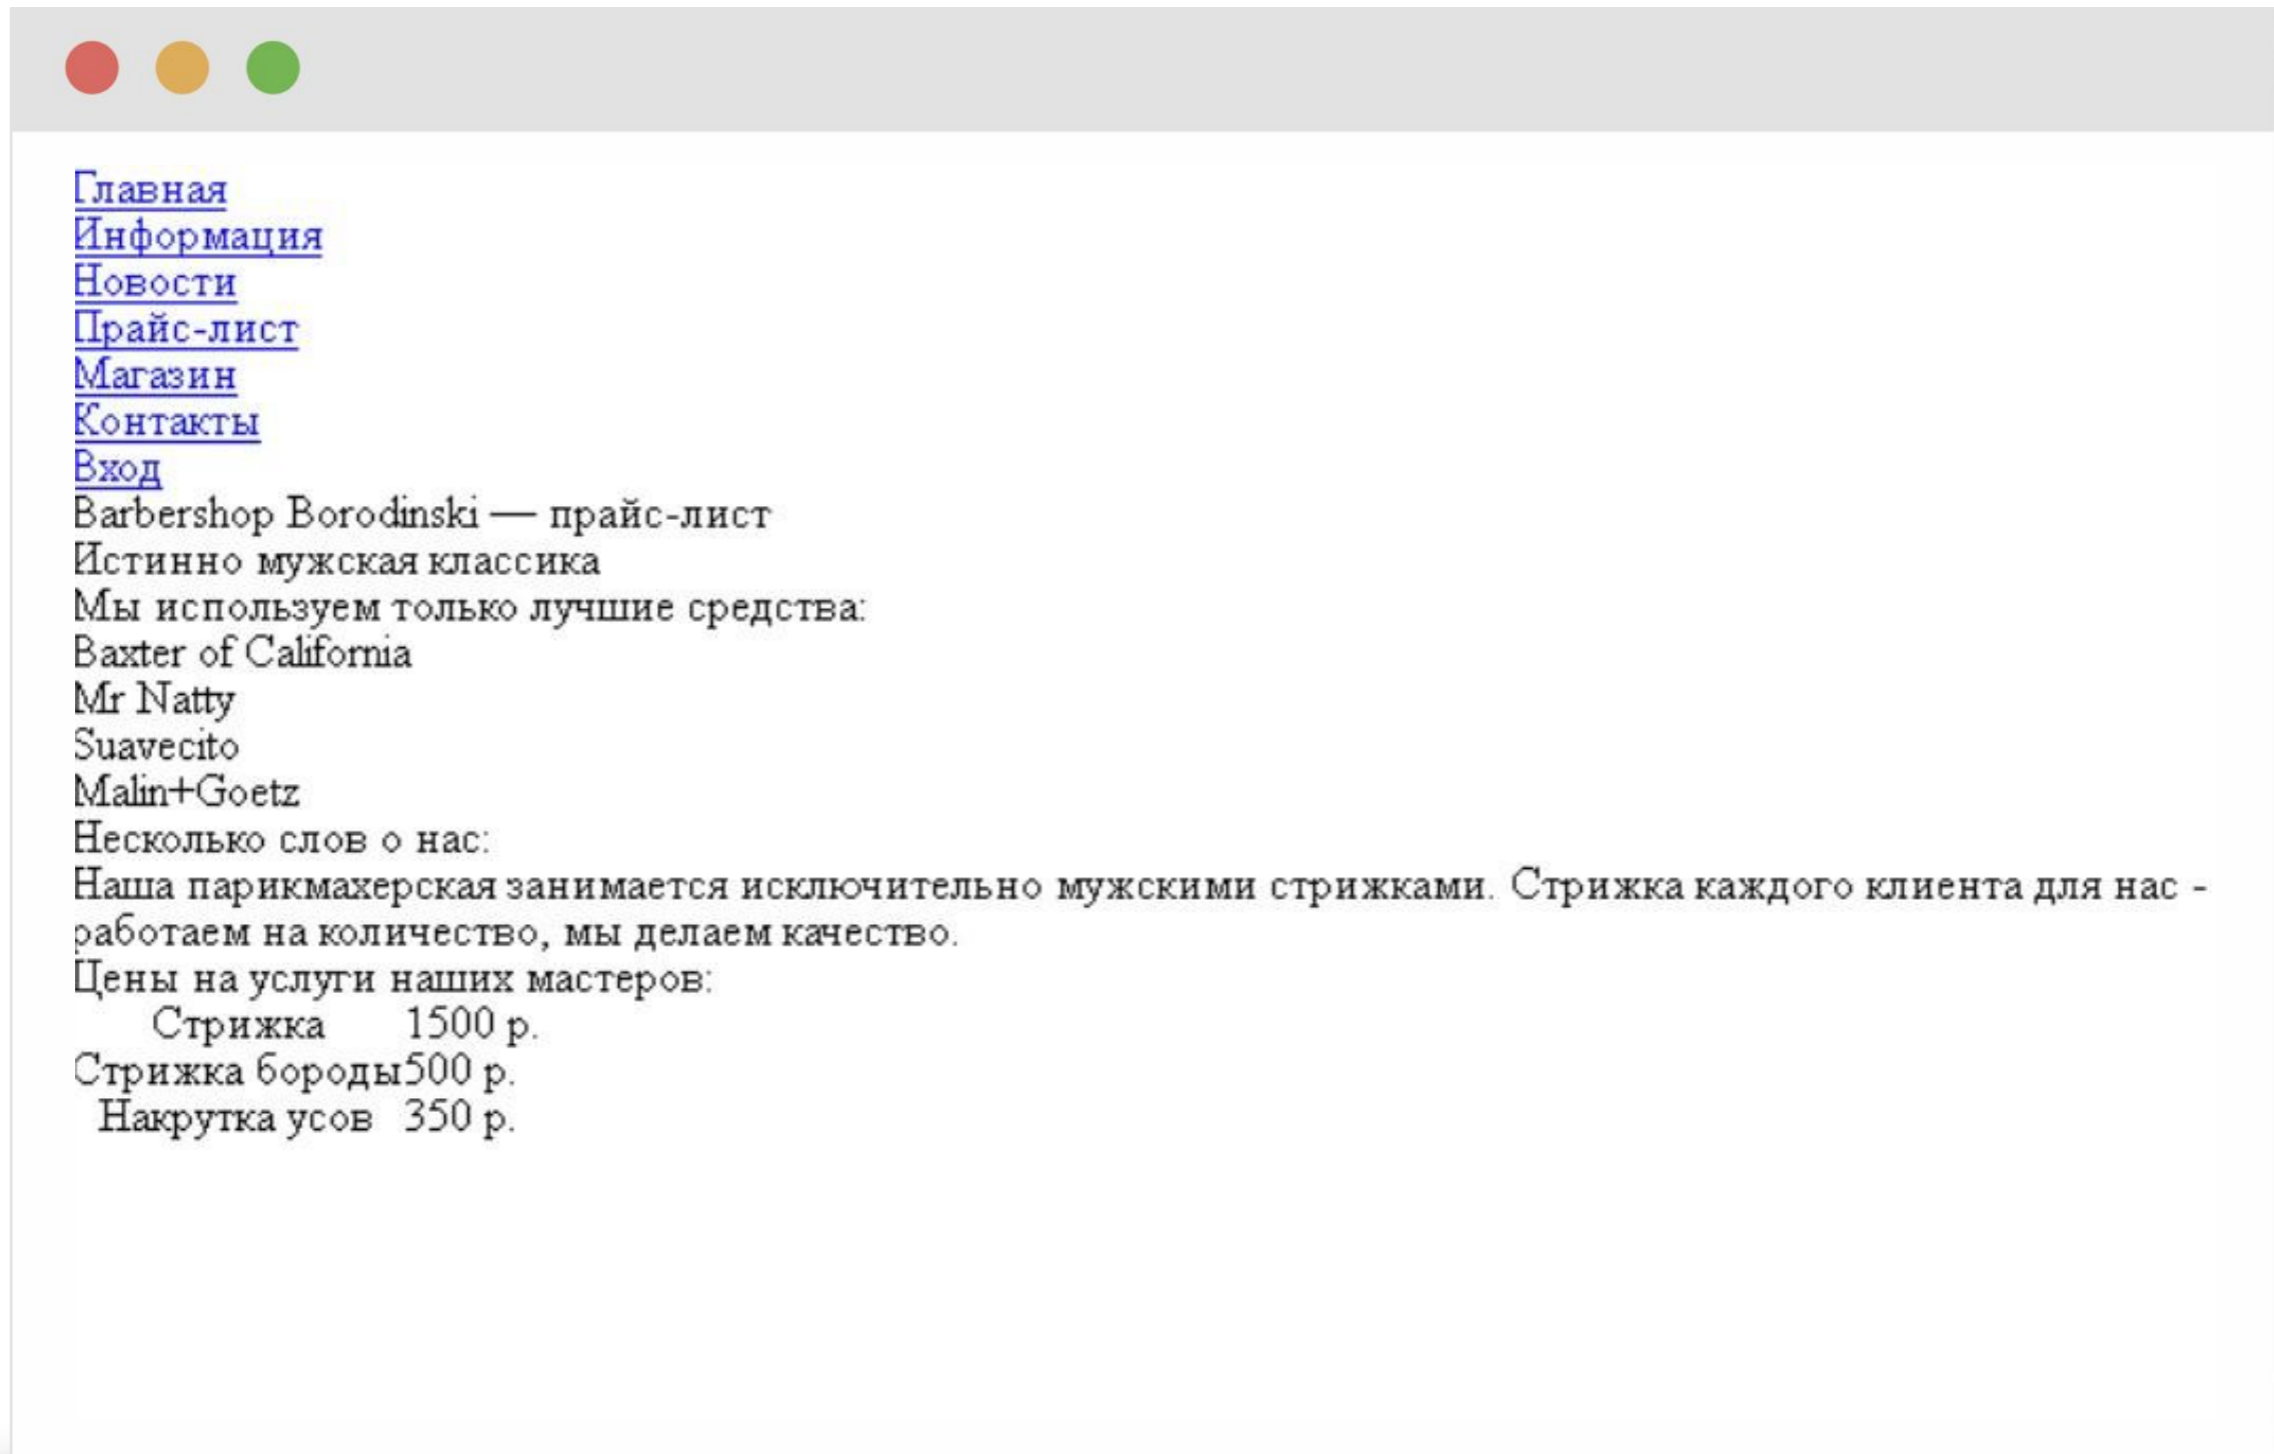 Главная
Информация
Новости
Прайс-лист
Магазин
Контакты
Вход
Barbershop Borodinski — прайс-лист
Истинно мужская классика
Мы используем только лучшие средства:
Baxter of California
Mr Natty
Suavecito
Malin+Goetz
Несколько слов о нас:
Наша парикмахерская занимается исключительно мужскими стрижками. Стрижка каждого клиента для нас -
работаем на количество, мы делаем качество.
Цены на услуги наших мастеров:
Стрижка 1500 р.
Стрижка бороды 500 р.
Накрутка усов 350 р.